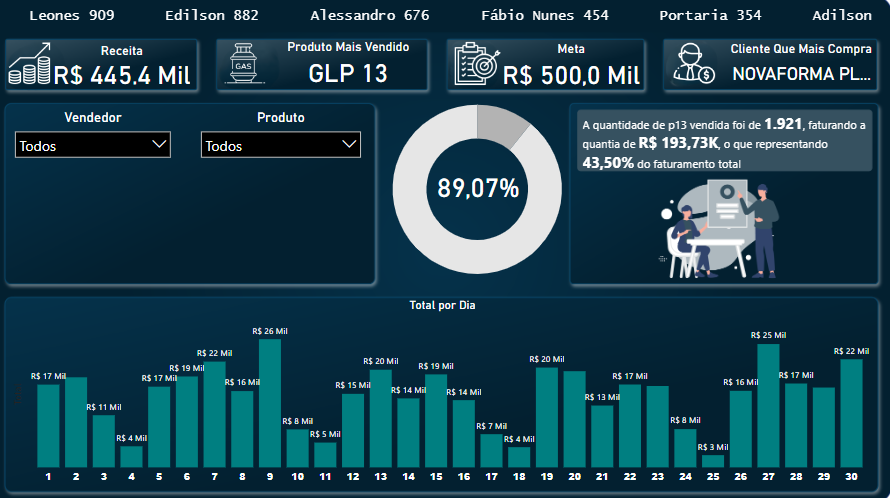 Leones 909 Edilson 882 Alessandro 676 Fábio Nunes 454 Portaria 354 Adilson
Receita
R$ 445,4 Mil
Produto Mais Vendido
GAS
GLP 13
Meta
R$ 500,0 Mil
Cliente Que Mais Compra
NOVAFORMA PL...
Vendedor
Todos
Produto
Todos
89,07%
A quantidade de p13 vendida foi de 1.921, faturando a
quantia de R$ 193,73K, o que representando
43,50% do faturamento total
Total por Dia
R$ 17 Mil R$ 11 Mil R$ 4 Mil R$ 17 Mil R$ 19 Mil R$ 22 Mil R$ 16 Mil R$ 26 Mil R$ 8 Mil R$ 5 Mil R$ 15 Mil R$ 20 Mil R$ 14 Mil R$ 19 Mil R$ 14 Mil R$ 7 Mil R$ 4 Mil R$ 20 Mil R$ 13 Mil R$ 17 Mil R$ 8 Mil R$ 3 Mil R$ 16 Mil R$ 25 Mil R$ 17 Mil R$ 22 Mil
1 2 3 4 5 6 7 8 9 10 11 12 13 14 15 16 17 18 19 20 21 22 23 24 25 26 27 28 29 30